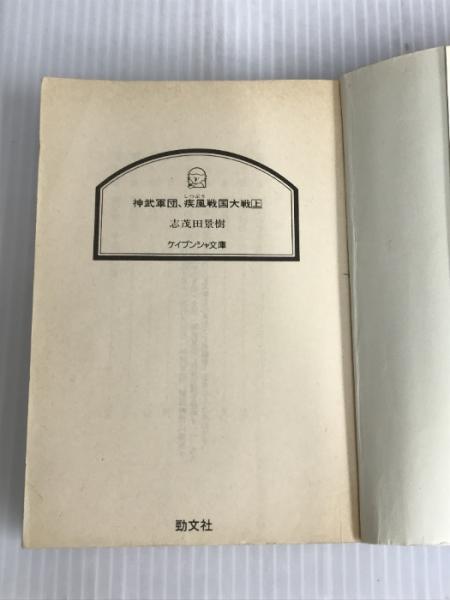 しっぷう
神武軍団、疾風戦国大戦上
志茂田景樹
ケイブンシャ文庫
勁文社